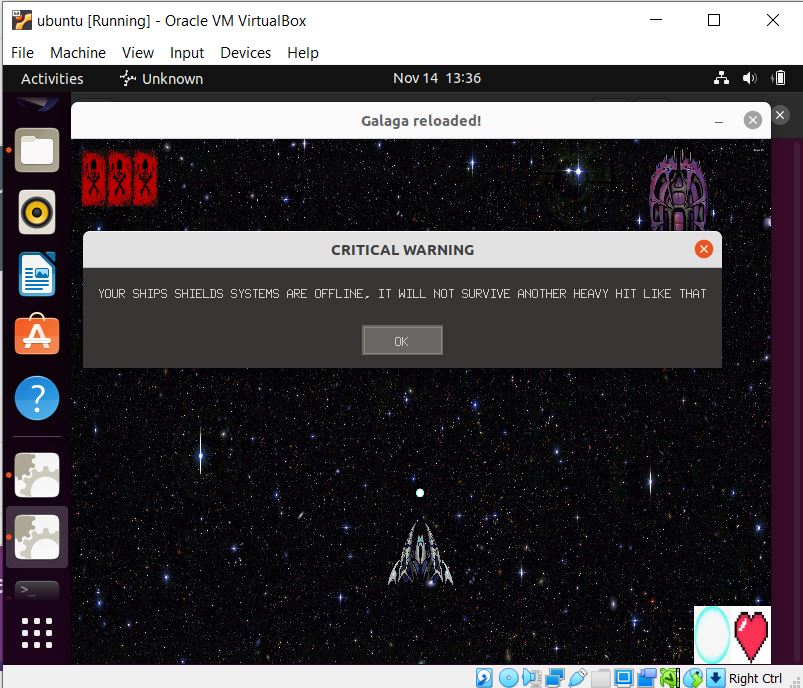 ubuntu [Running] - Oracle VM VirtualBox
File Machine View Input Devices Help
Activities Unknown Nov 14 13:36
Galaga reloaded!
CRITICAL WARNING
YOUR SHIPS SHIELDS SYSTEMS ARE OFFLINE, IT WILL NOT SURVIVE ANOTHER HEAVY HIT LIKE THAT
OK
?
>_
Right Ctrl